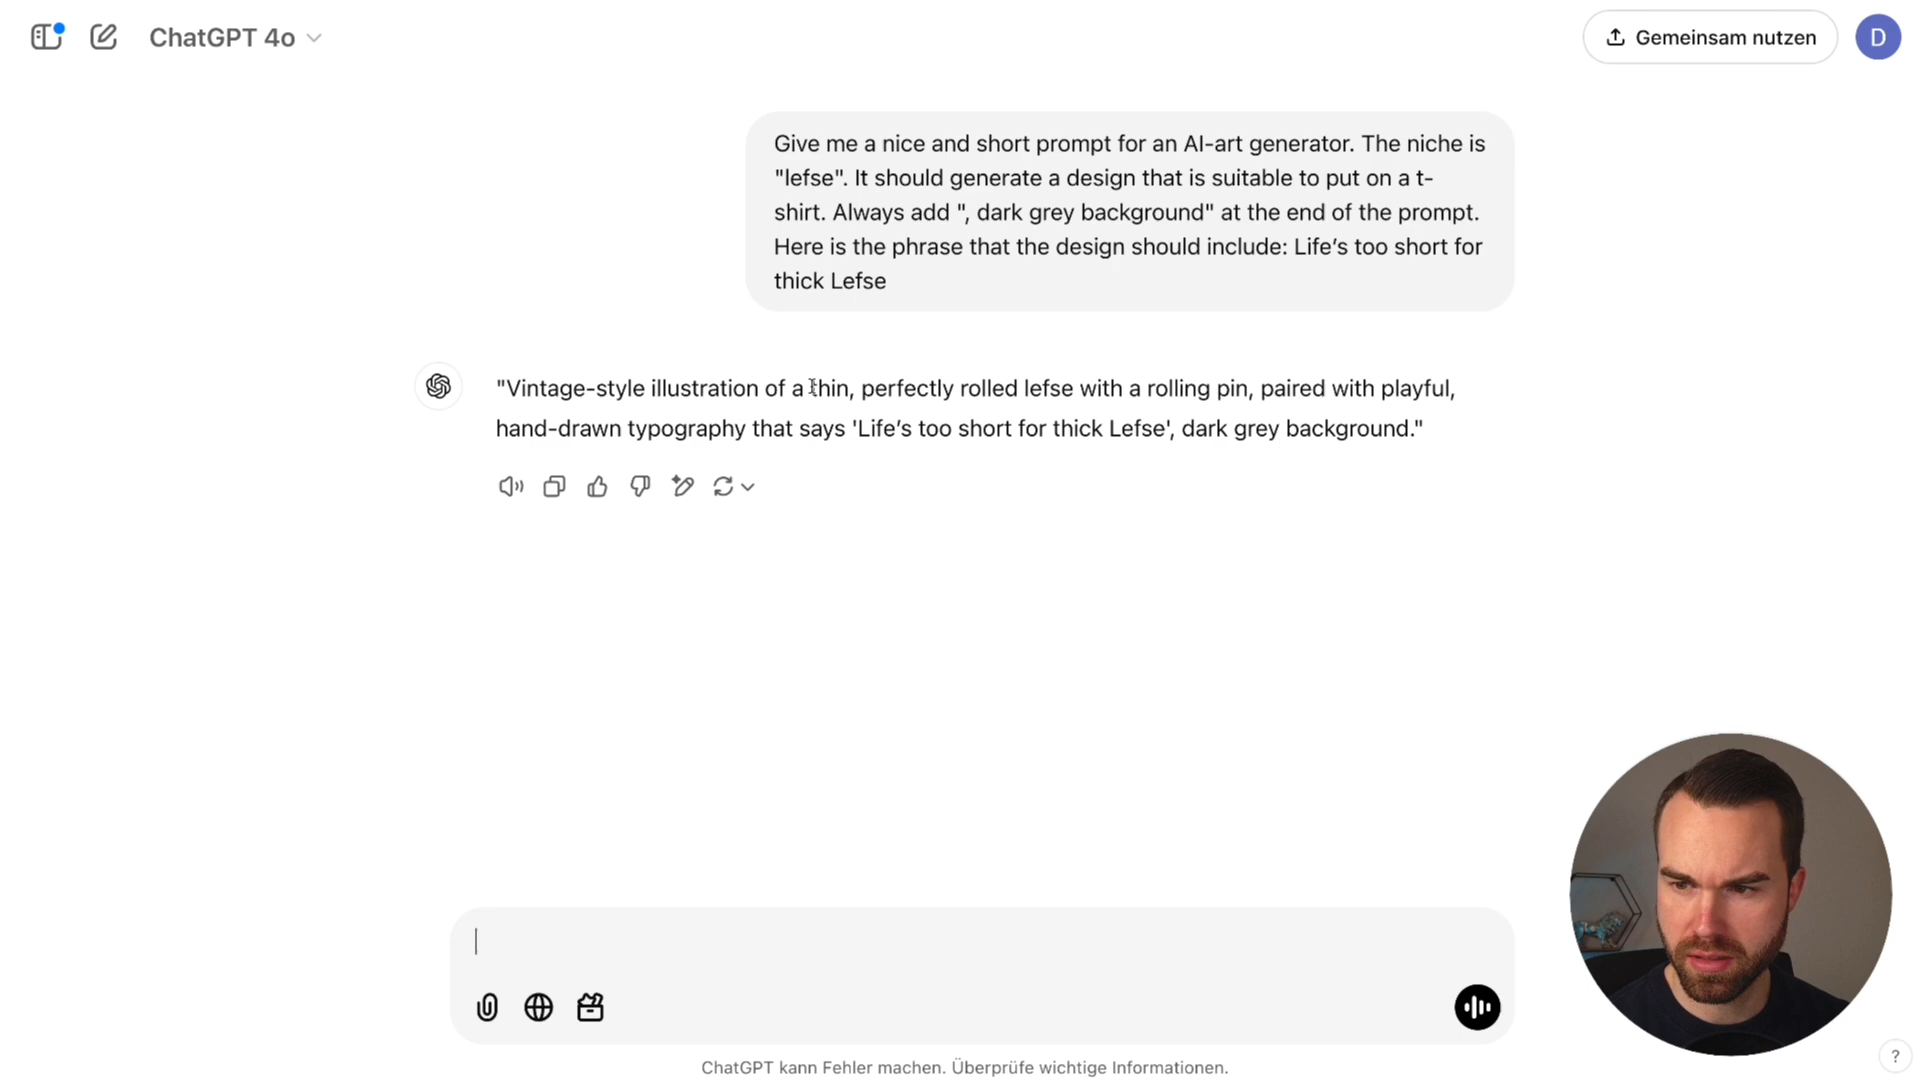 ChatGPT 4o
Gemeinsam nutzen
D
Give me a nice and short prompt for an AI-art generator. The niche is
"lefse". It should generate a design that is suitable to put on a t-
shirt. Always add ", dark grey background" at the end of the prompt.
Here is the phrase that the design should include: Life’s too short for
thick Lefse
"Vintage-style illustration of a thin, perfectly rolled lefse with a rolling pin, paired with playful,
hand-drawn typography that says 'Life’s too short for thick Lefse', dark grey background."
ChatGPT kann Fehler machen. Überprüfe wichtige Informationen.
?